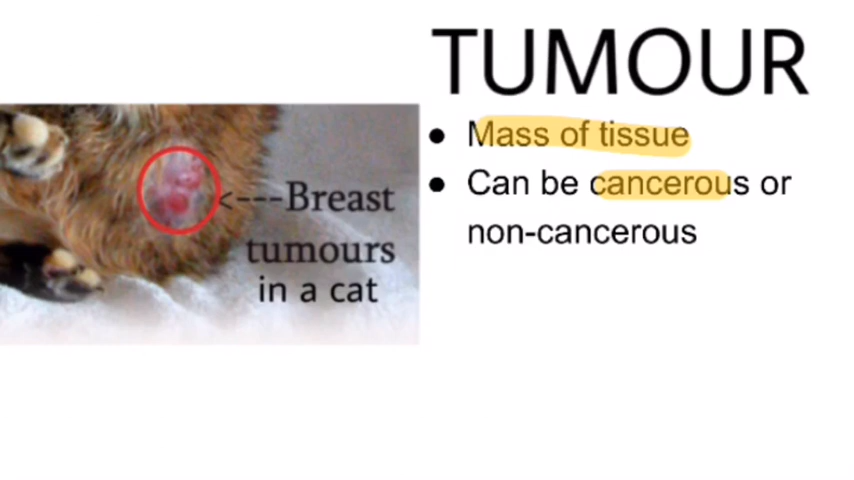 TUMOUR
• Mass of tissue
• Can be cancerous or
non-cancerous
<---Breast
tumours
in a cat